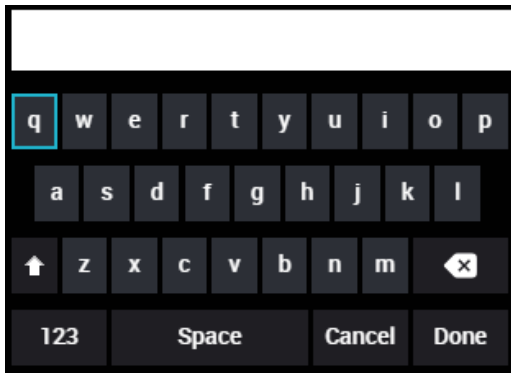 q w e r t y u i o p
a s d f g h j k l
z x c v b n m
123 Space Cancel Done